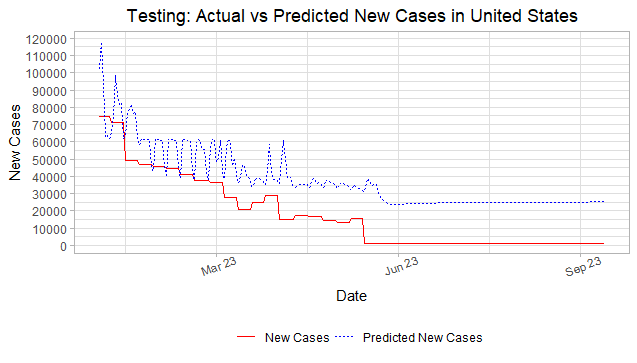 Testing: Actual vs Predicted New Cases in United States
120000
110000
100000
90000
80000
70000
60000
50000
40000
30000
20000
10000
0
New Cases
Mar 23
Jun 23
Sep 23
Date
New Cases
Predicted New Cases